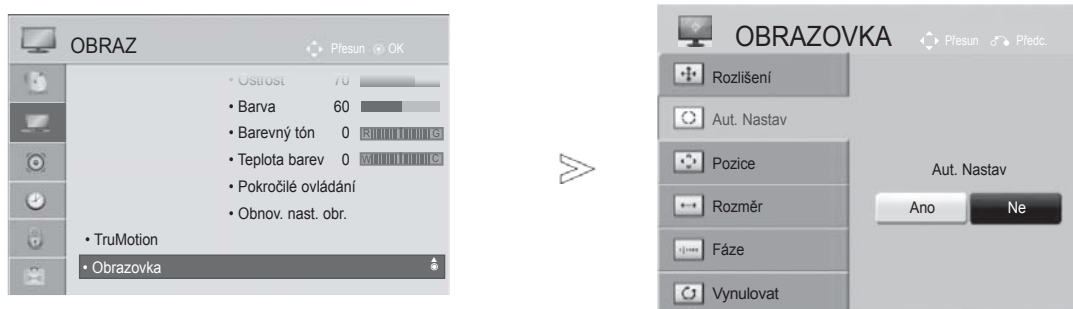 OBRAZ
Přesun OK
• Ostrost 70
• Barva 60
• Barevný tón 0 R G
• Teplota barev 0 W C
• Pokročilé ovládání
• Obnov. nast. obr.
• TruMotion
• Obrazovka
OBRAZOVKA
Přesun Předc.
Rozlišení
Aut. Nastav
Pozice
Rozměr
Fáze
Vynulovat
Aut. Nastav
Ano Ne